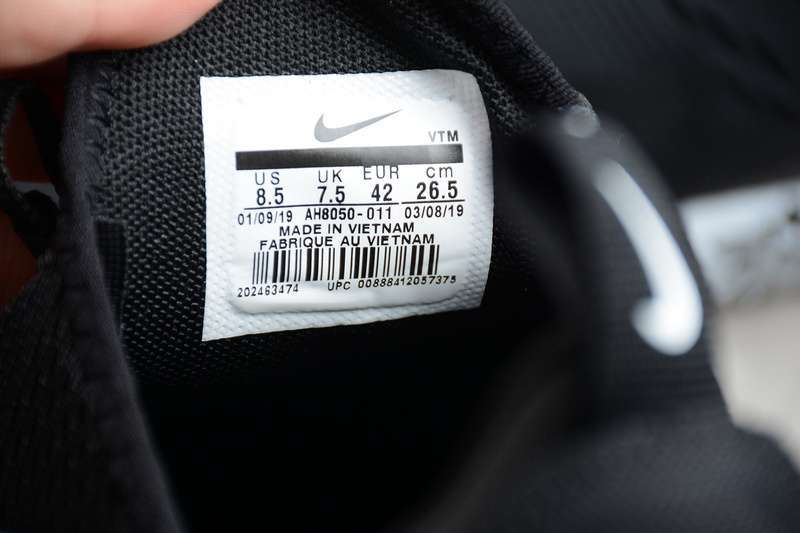 VTM
US UK EUR cm
8.5 7.5 42 26.5
01/09/19 AH8050-011 03/08/19
MADE IN VIETNAM
FABRIQUE AU VIETNAM
202463474 UPC 00888412057375